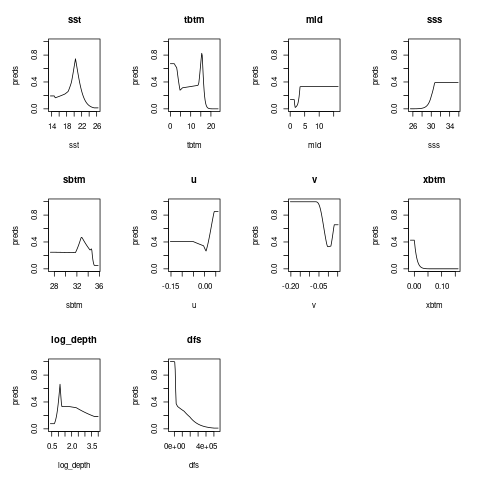 sst
tbtm
mld
sss
preds
0.0 0.4 0.8
14 18 22 26
sst
preds
0.0 0.4 0.8
0 10 20
tbtm
preds
0.0 0.4 0.8
0 5 10
mld
preds
0.0 0.4 0.8
26 30 34
sss
sbtm
u
v
xbtm
preds
0.0 0.4 0.8
28 32 36
sbtm
preds
0.0 0.4 0.8
-0.15 0.00
u
preds
0.0 0.4 0.8
-0.20 -0.05
v
preds
0.0 0.4 0.8
0.00 0.10
xbtm
log_depth
dfs
preds
0.0 0.4 0.8
0.5 2.0 3.5
log_depth
preds
0.0 0.4 0.8
0e+00 4e+05
dfs